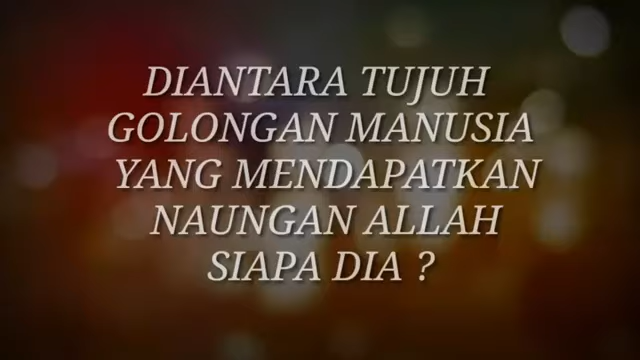 DIANTARA TUJUH
GOLONGAN MANUSIA
YANG MENDAPATKAN
NAUNGAN ALLAH
SIAPA DIA ?